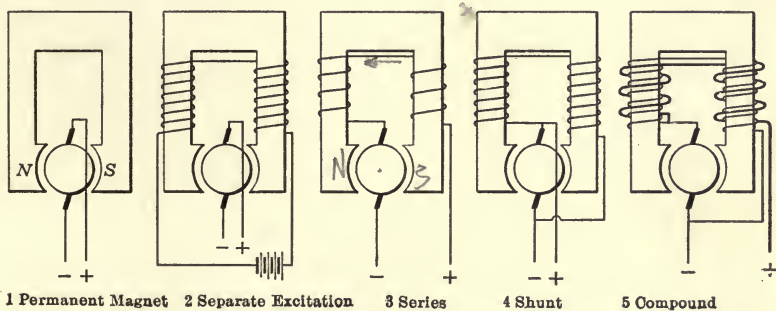 N S
N S
- +
- +
- +
- +
- +
1 Permanent Magnet 2 Separate Excitation 3 Series 4 Shunt 5 Compound